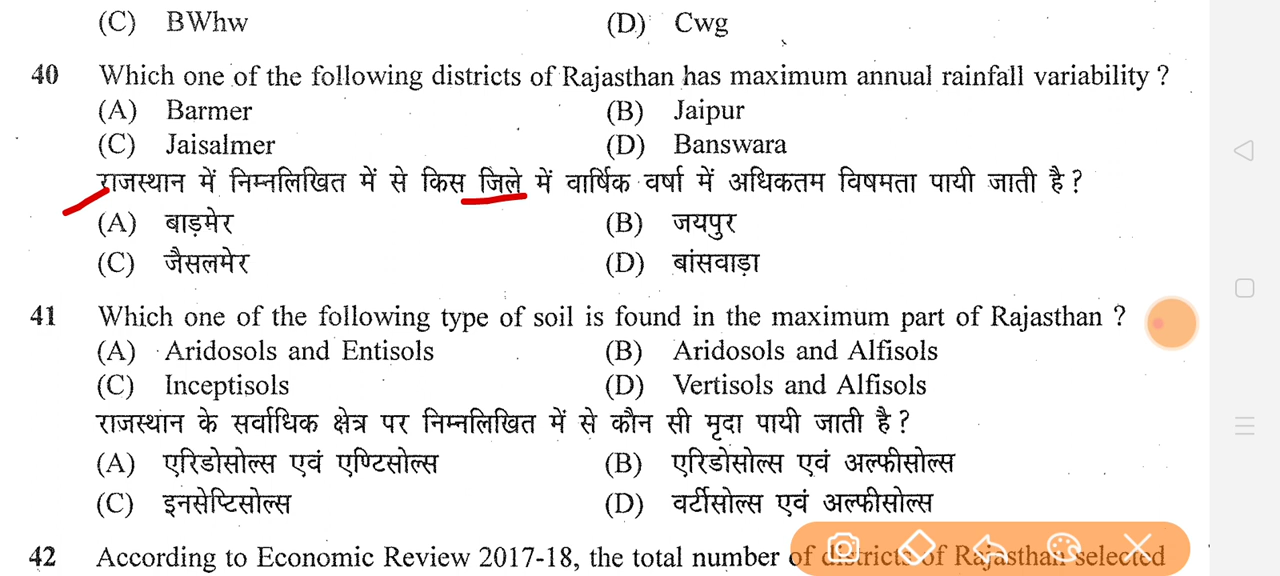 (C) BWhw (D) Cwg
40 Which one of the following districts of Rajasthan has maximum annual rainfall variability ?
(A) Barmer (B) Jaipur
(C) Jaisalmer (D) Banswara
राजस्थान में निम्नलिखित में से किस जिले में वार्षिक वर्षा में अधिकतम विषमता पायी जाती है ?
(A) बाड़मेर (B) जयपुर
(C) जैसलमेर (D) बांसवाड़ा
41 Which one of the following type of soil is found in the maximum part of Rajasthan ?
(A) Aridosols and Entisols (B) Aridosols and Alfisols
(C) Inceptisols (D) Vertisols and Alfisols
राजस्थान के सर्वाधिक क्षेत्र पर निम्नलिखित में से कौन सी मृदा पायी जाती है ?
(A) एरिडोसोल्स एवं एण्टिसोल्स (B) एरिडोसोल्स एवं अल्फीसोल्स
(C) इनसेप्टिसोल्स (D) वर्टीसोल्स एवं अल्फीसोल्स
42 According to Economic Review 2017-18, the total number of districts of Rajasthan selected